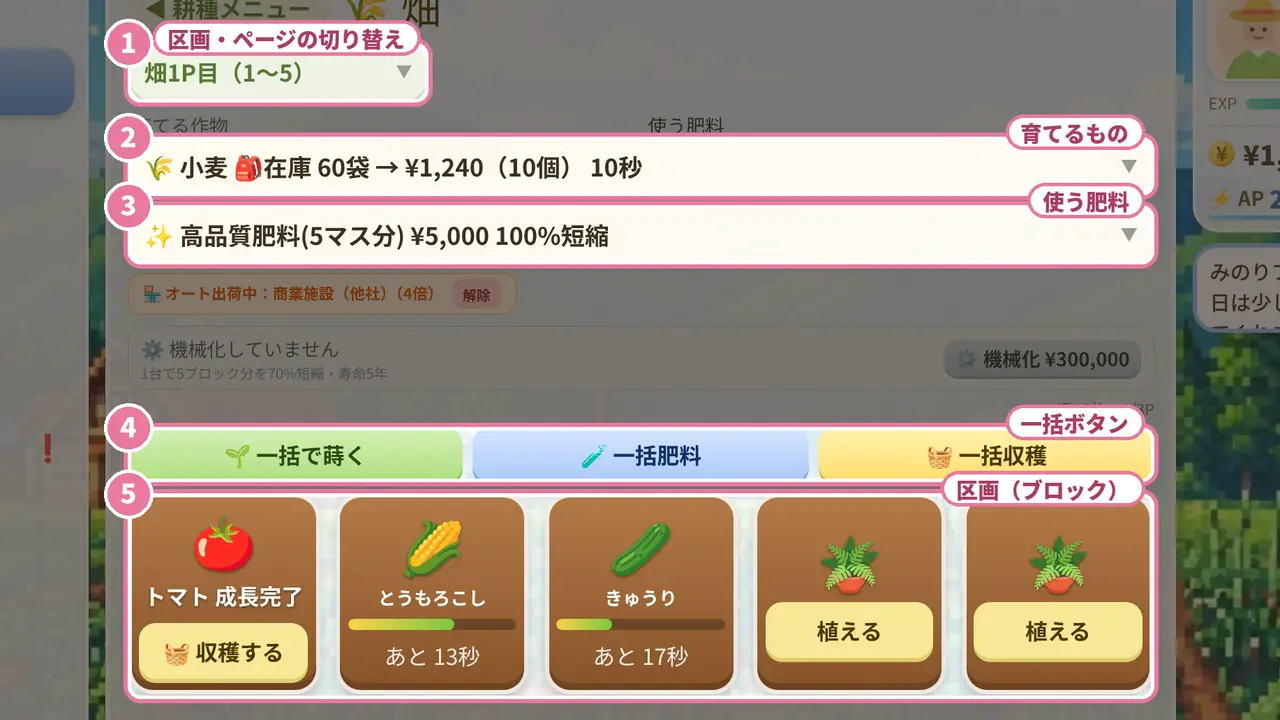 ◀ 耕種メニュー 🌾 畑
1 区画・ページの切り替え
畑1P目（1〜5） ▼
育てる作物 使う肥料
2 育てるもの
🌾 小麦 🎒在庫 60袋 → ¥1,240（10個） 10秒 ▼
3 使う肥料
✨ 高品質肥料(5マス分) ¥5,000 100%短縮 ▼
🏪 オート出荷中：商業施設（他社）（4倍） 解除
⚙️ 機械化していません
1台で5ブロック分を70%短縮・寿命5年
⚙️ 機械化 ¥300,000
4 一括ボタン
🌱 一括で蒔く
🧪 一括肥料
🧺 一括収穫
5 区画（ブロック）
トマト 成長完了
🧺 収穫する
とうもろこし
あと 13秒
きゅうり
あと 17秒
植える
植える
EXP
¥ ¥1,
⚡ AP 2
みのり
日は少し
❗